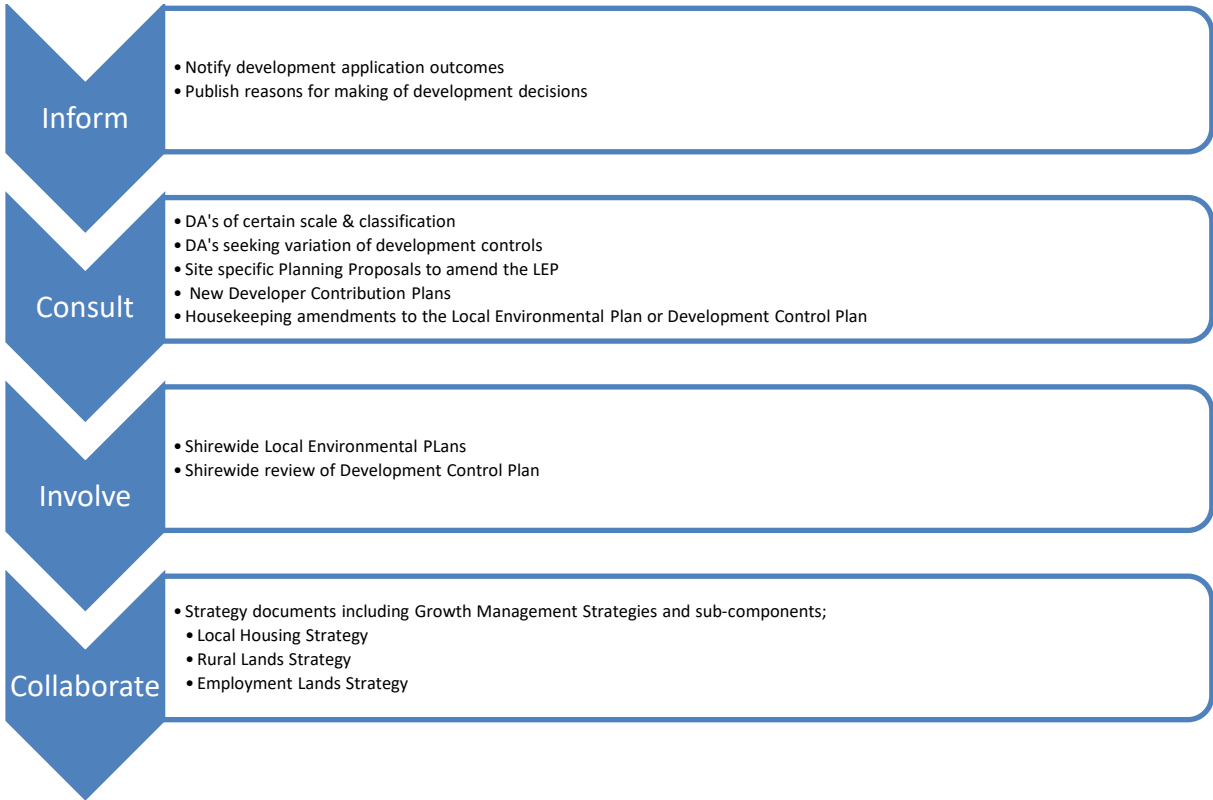 Inform
• Notify development application outcomes
• Publish reasons for making of development decisions
Consult
• DA's of certain scale & classification
• DA's seeking variation of development controls
• Site specific Planning Proposals to amend the LEP
• New Developer Contribution Plans
• Housekeeping amendments to the Local Environmental Plan or Development Control Plan
Involve
• Shirewide Local Environmental PLans
• Shirewide review of Development Control Plan
Collaborate
• Strategy documents including Growth Management Strategies and sub-components;
• Local Housing Strategy
• Rural Lands Strategy
• Employment Lands Strategy